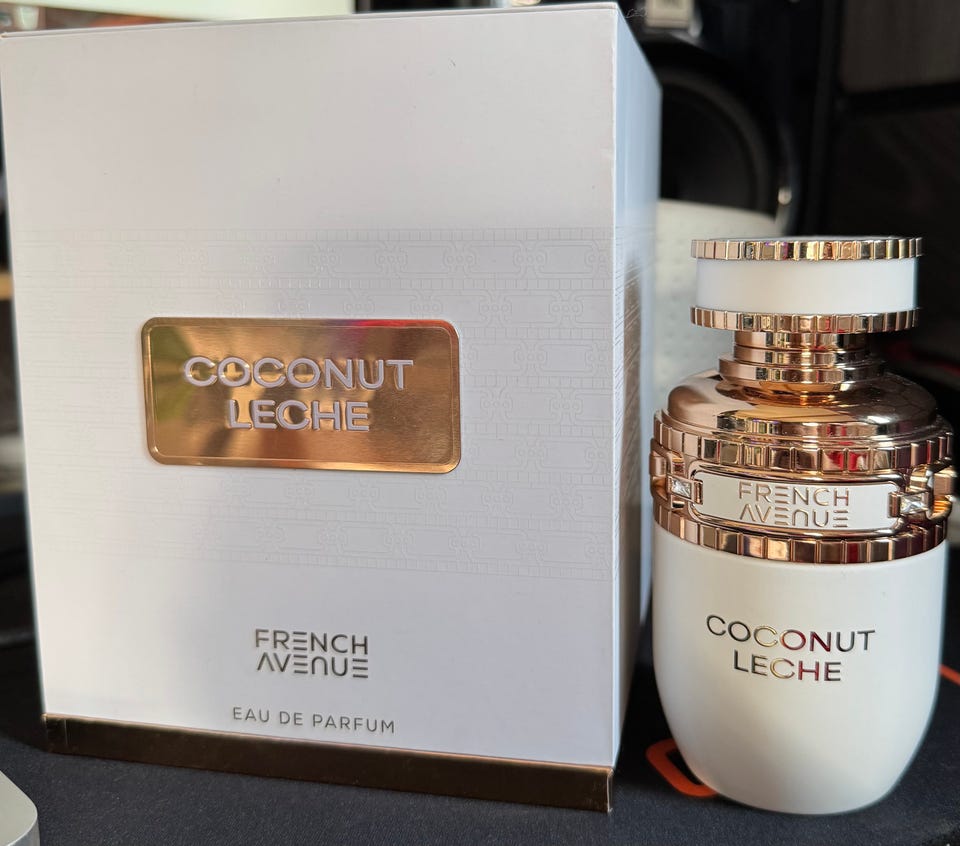 COCONUT
LECHE
FRENCH
AVENUE
EAU DE PARFUM
FRENCH
AVENUE
COCONUT
LECHE